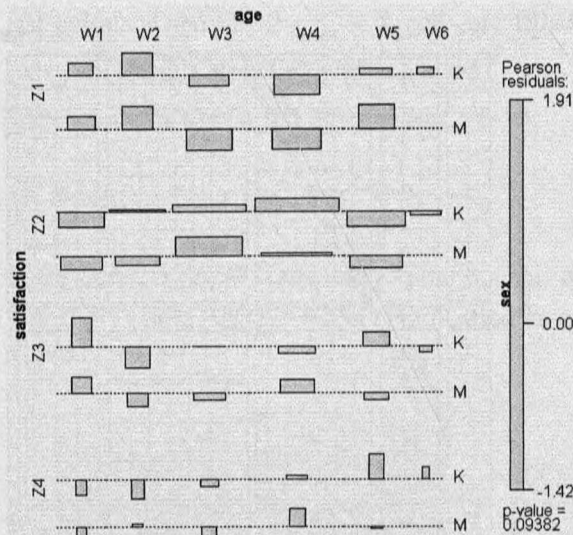 age
W1 W2 W3 W4 W5 W6
Pearson
residuals:
1.91
Z1
K
M
Z2
K
M
satisfaction
sex
0.00
Z3
K
M
Z4
K
M
-1.42
p-value =
0.09382